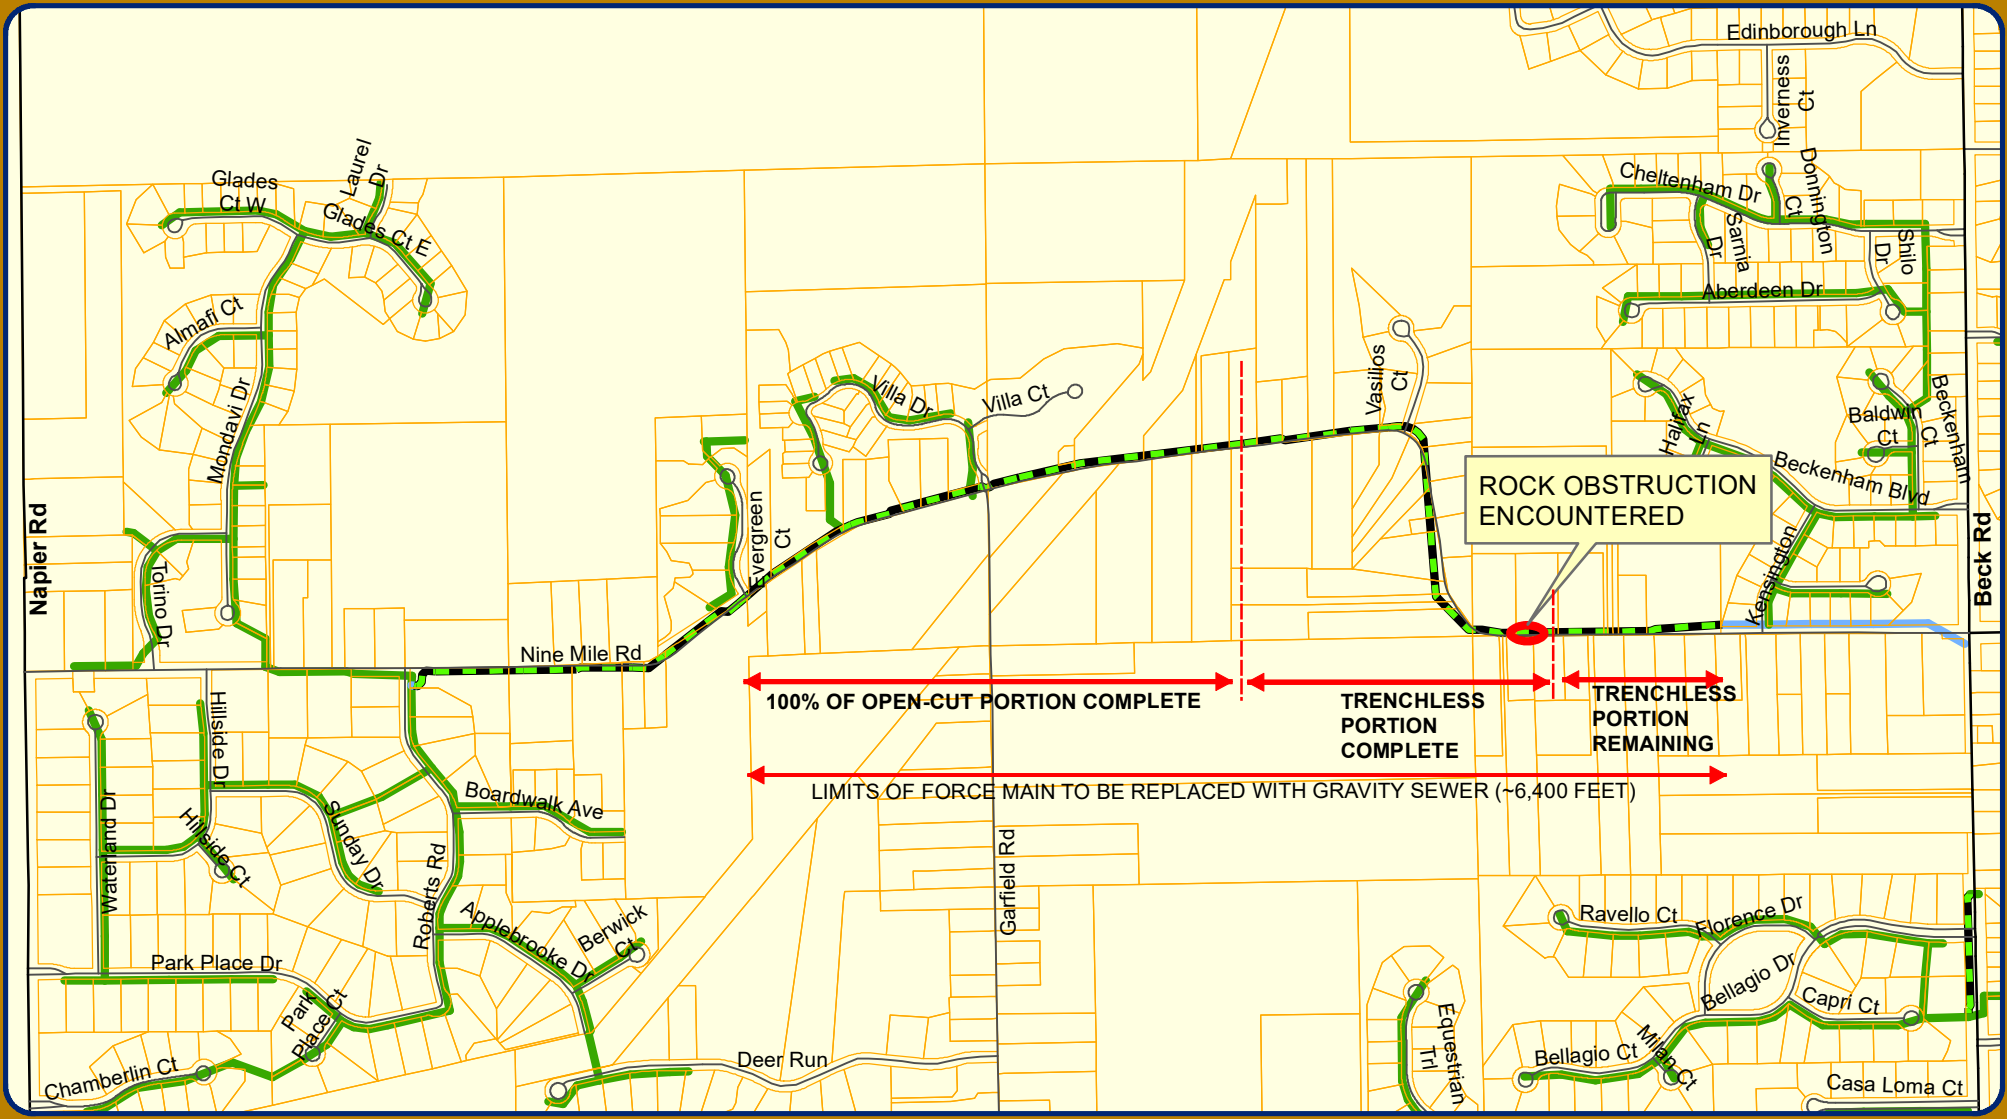 Edinborough Ln
Inverness
Ct
Laurel
Dr
Glades
Ct W
Glades Ct E
Cheltenham Dr
Donnington
Ct
Sarnia
Dr
Shilo
Dr
Aberdeen Dr
Almafi Ct
Mondavi Dr
Villa Dr
Villa Ct
Vasilios
Ct
Halifax
Ln
Baldwin
Ct
Beckenham
Ct
Beckenham Blvd
ROCK OBSTRUCTION
ENCOUNTERED
Napier Rd
Torino Dr
Evergreen
Ct
Kensington
Beck Rd
Nine Mile Rd
100% OF OPEN-CUT PORTION COMPLETE
TRENCHLESS
PORTION
COMPLETE
TRENCHLESS
PORTION
REMAINING
LIMITS OF FORCE MAIN TO BE REPLACED WITH GRAVITY SEWER (~6,400 FEET)
Hillside Dr
Waterland Dr
Hillside Ct
Sunday Dr
Boardwalk Ave
Roberts Rd
Garfield Rd
Applebrooke Dr
Berwick
Ct
Park Place Dr
Park
Place Ct
Chamberlin Ct
Deer Run
Ravello Ct
Florence Dr
Bellagio Dr
Capri Ct
Equestrian
Trl
Bellagio Ct
Milan Ct
Casa Loma Ct